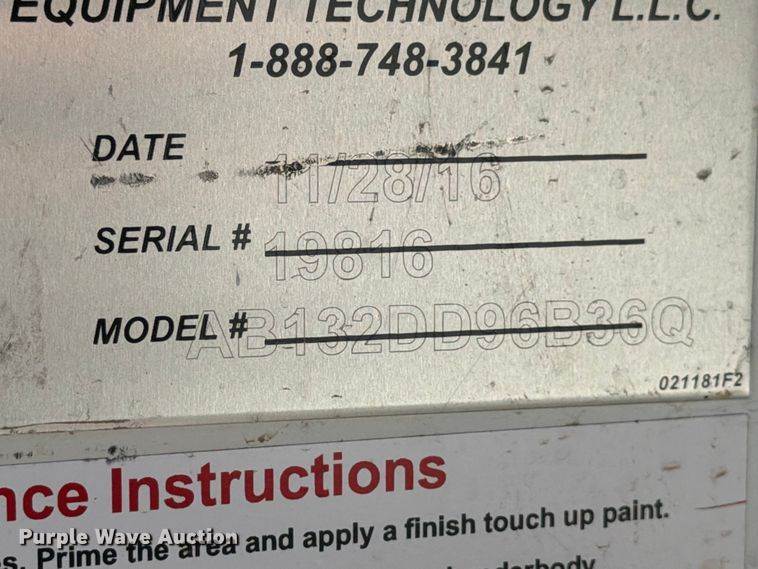 EQUIPMENT TECHNOLOGY L.L.C.
1-888-748-3841
DATE 11/28/16
SERIAL # 19816
MODEL # AB132DD96B36Q
021181F2
nce Instructions
s. Prime the area and apply a finish touch up paint.
Purple Wave Auction